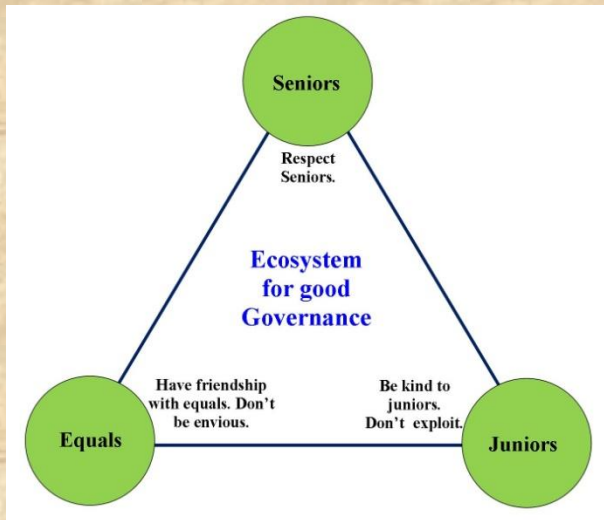 Seniors
Respect
Seniors.
Ecosystem
for good
Governance
Have friendship
with equals. Don't
be envious.
Be kind to
juniors.
Don't exploit.
Equals
Juniors